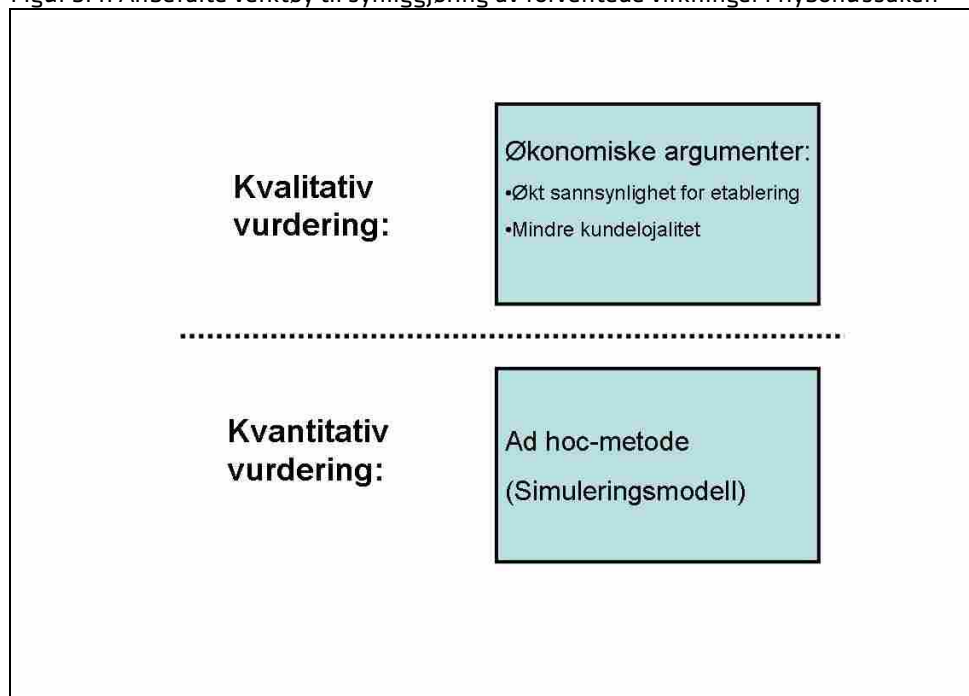 Kvalitativ
vurdering:
Økonomiske argumenter:
•Økt sannsynlighet for etablering
•Mindre kundelojalitet
Kvantitativ
vurdering:
Ad hoc-metode
(Simuleringsmodell)